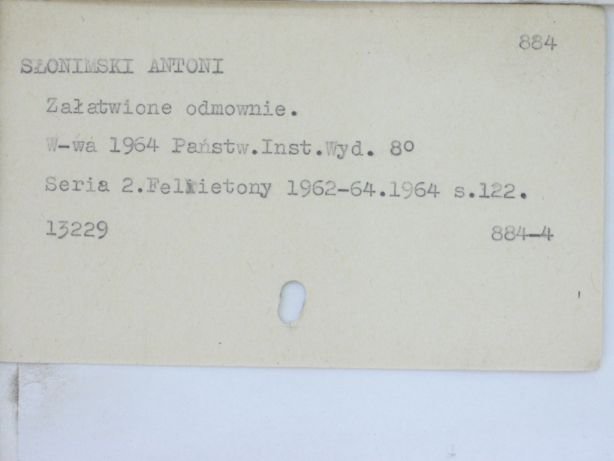 884
SŁONIMSKI ANTONI
Załatwione odmownie.
W-wa 1964 Państw.Inst.Wyd. 8o
Seria 2.Felietony 1962-64.1964 s.122.
13229 884-4